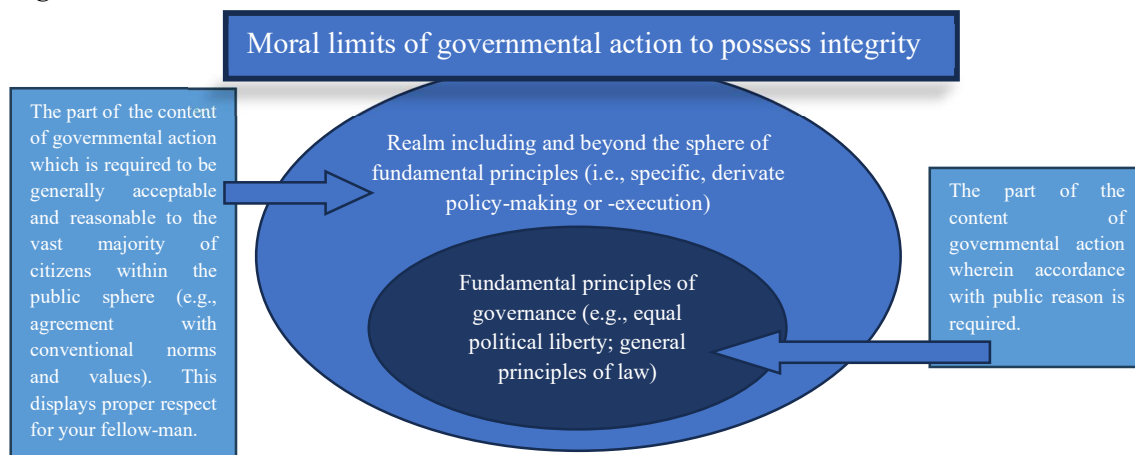 Moral limits of governmental action to possess integrity
The part of the content
of governmental action
which is required to be
generally acceptable
and reasonable to the
vast majority of
citizens within the
public sphere (e.g.,
agreement with
conventional norms
and values). This
displays proper respect
for your fellow-man.
Realm including and beyond the sphere of
fundamental principles (i.e., specific, derivate
policy-making or -execution)
Fundamental principles of
governance (e.g., equal
political liberty; general
principles of law)
The part of the
content of
governmental action
wherein accordance
with public reason is
required.